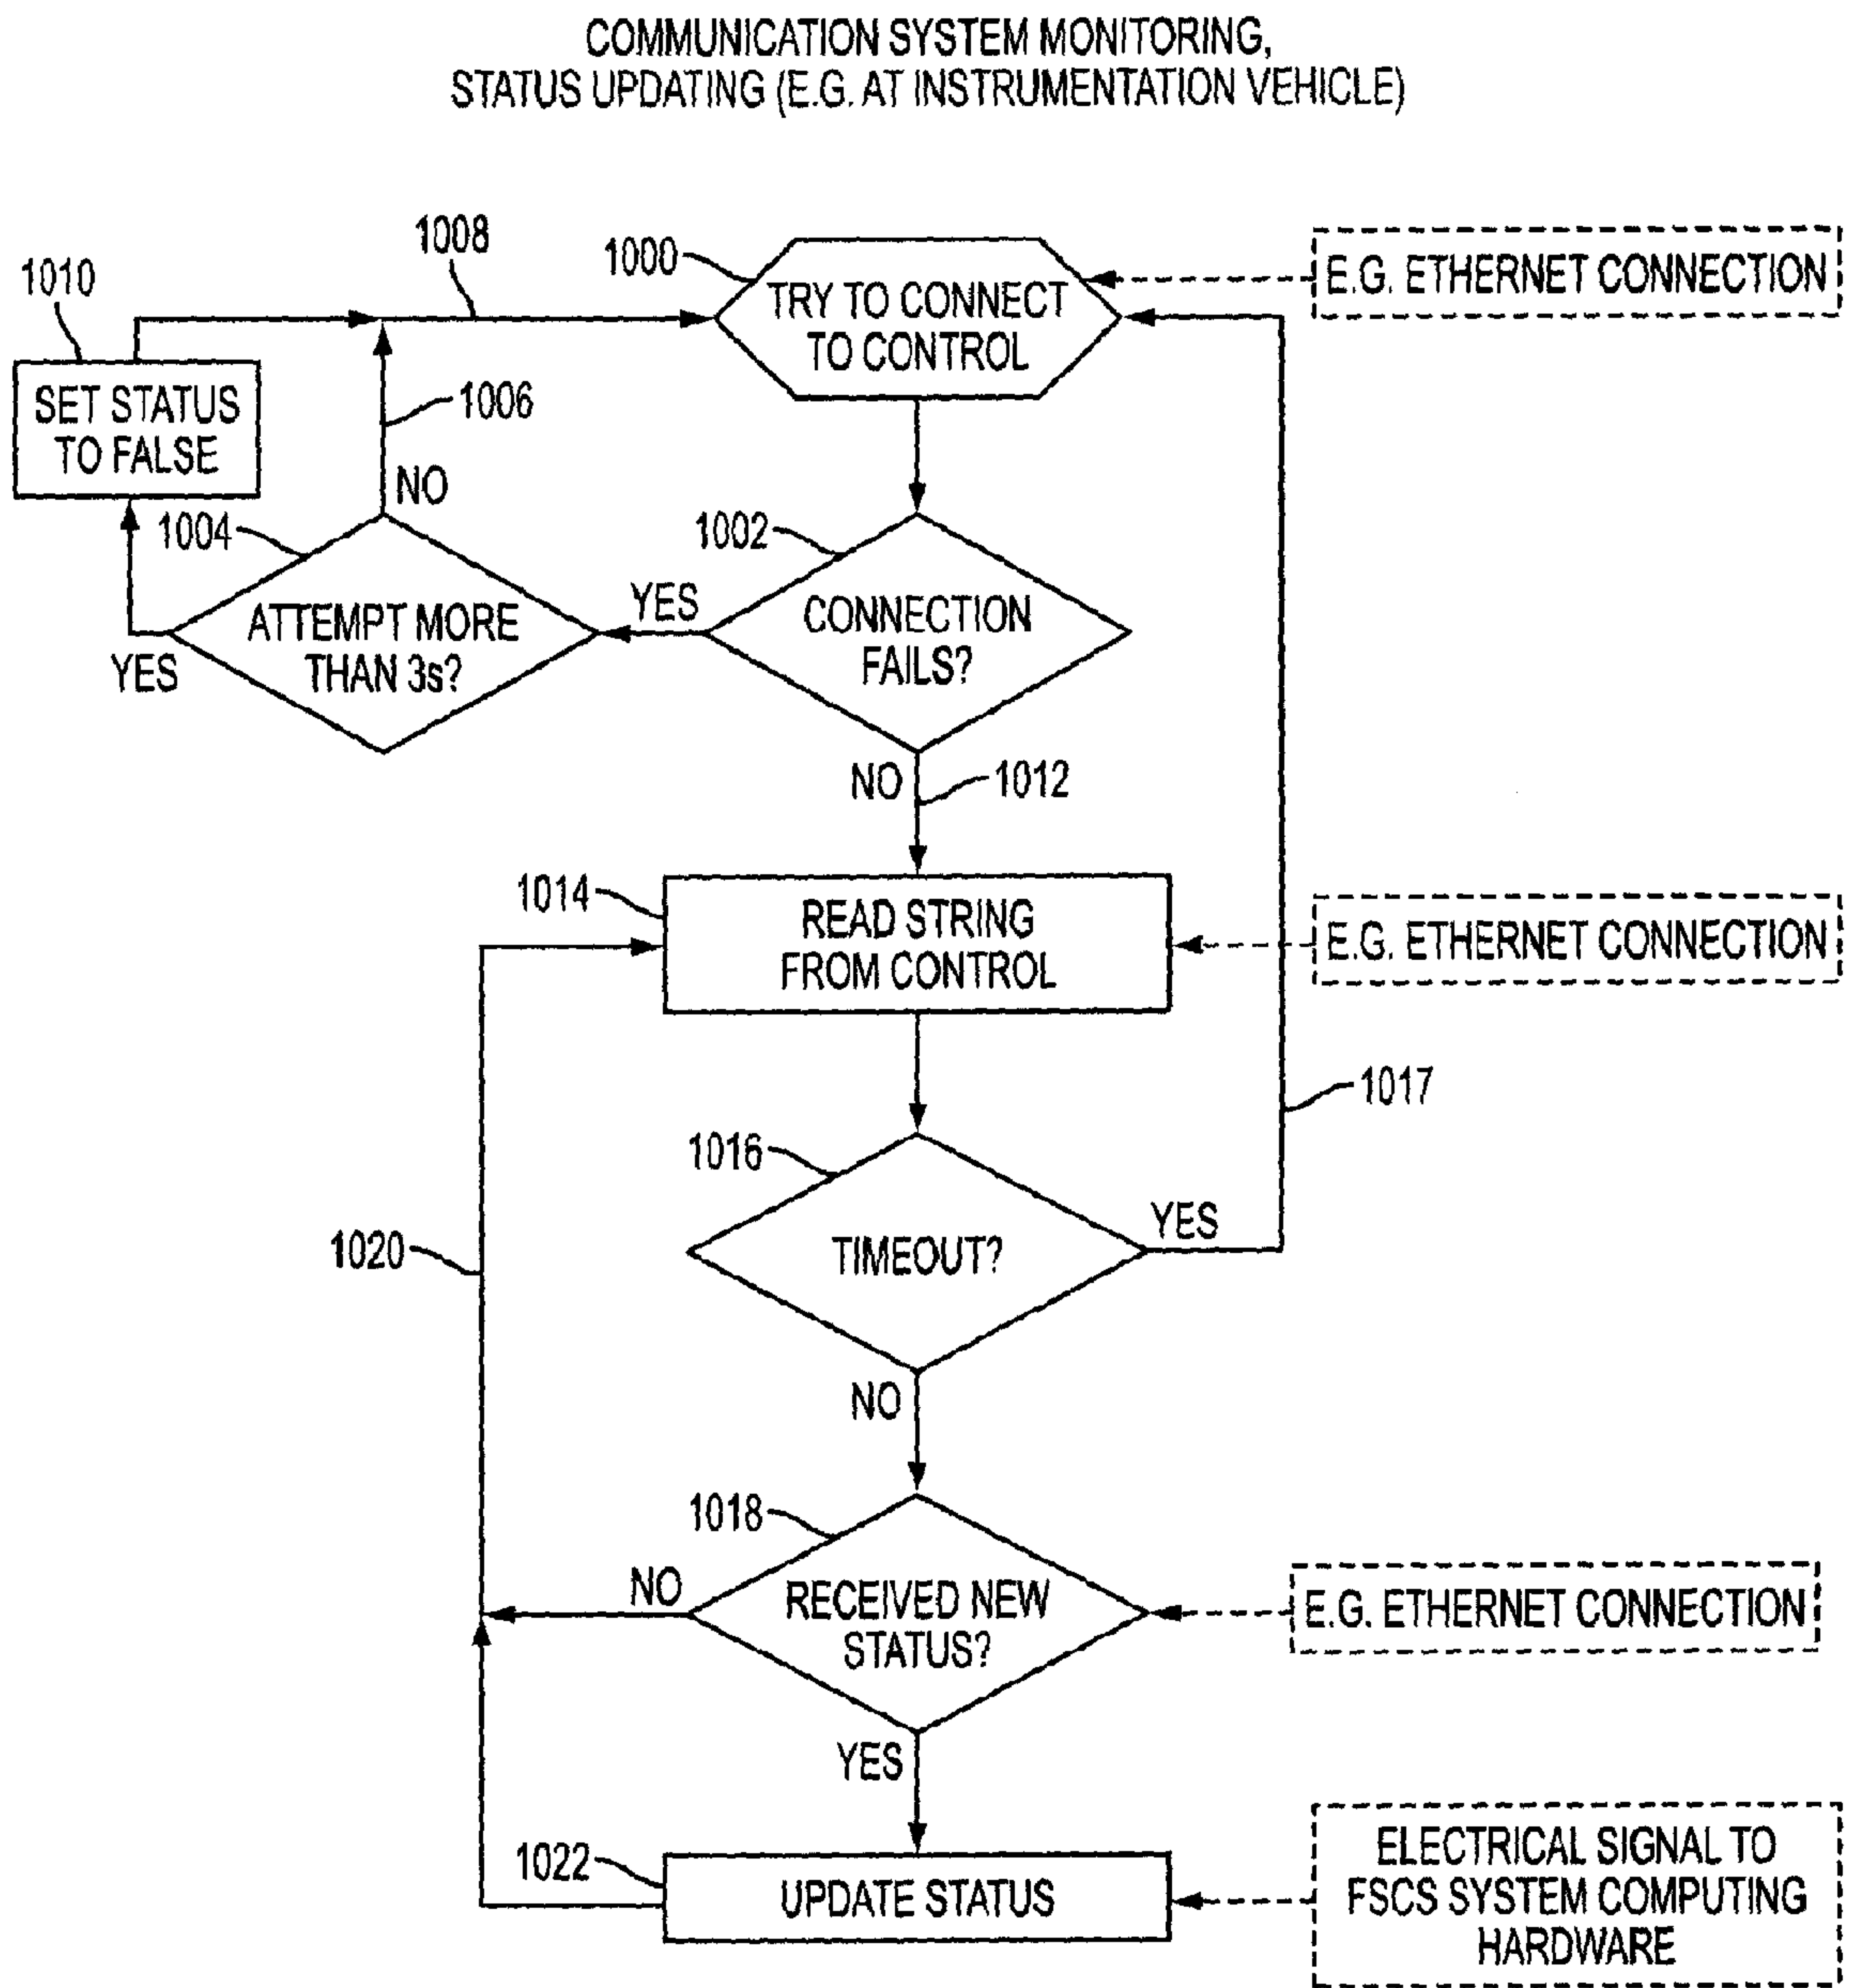 COMMUNICATION SYSTEM MONITORING,
STATUS UPDATING (E.G. AT INSTRUMENTATION VEHICLE)
1008
1000
E.G. ETHERNET CONNECTION
1010
TRY TO CONNECT
TO CONTROL
SET STATUS
TO FALSE
1006
NO
1004
1002
YES
ATTEMPT MORE
THAN 3s?
YES
CONNECTION
FAILS?
NO
1012
1014
READ STRING
FROM CONTROL
E.G. ETHERNET CONNECTION
1017
1016
YES
1020
TIMEOUT?
NO
1018
NO
RECEIVED NEW
STATUS?
E.G. ETHERNET CONNECTION
YES
1022
UPDATE STATUS
ELECTRICAL SIGNAL TO
FSCS SYSTEM COMPUTING
HARDWARE